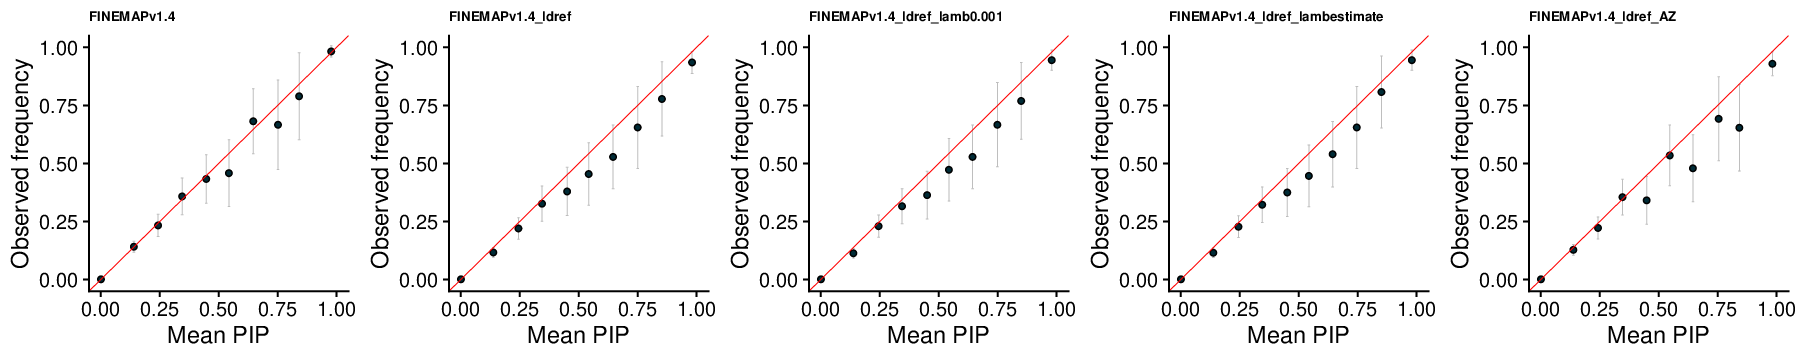 FINEMAPv1.4
Observed frequency
1.00
0.75
0.50
0.25
0.00
0.00 0.25 0.50 0.75 1.00
Mean PIP
FINEMAPv1.4_ldref
Observed frequency
1.00
0.75
0.50
0.25
0.00
0.00 0.25 0.50 0.75 1.00
Mean PIP
FINEMAPv1.4_ldref_lamb0.001
Observed frequency
1.00
0.75
0.50
0.25
0.00
0.00 0.25 0.50 0.75 1.00
Mean PIP
FINEMAPv1.4_ldref_lambestimate
Observed frequency
1.00
0.75
0.50
0.25
0.00
0.00 0.25 0.50 0.75 1.00
Mean PIP
FINEMAPv1.4_ldref_AZ
Observed frequency
1.00
0.75
0.50
0.25
0.00
0.00 0.25 0.50 0.75 1.00
Mean PIP